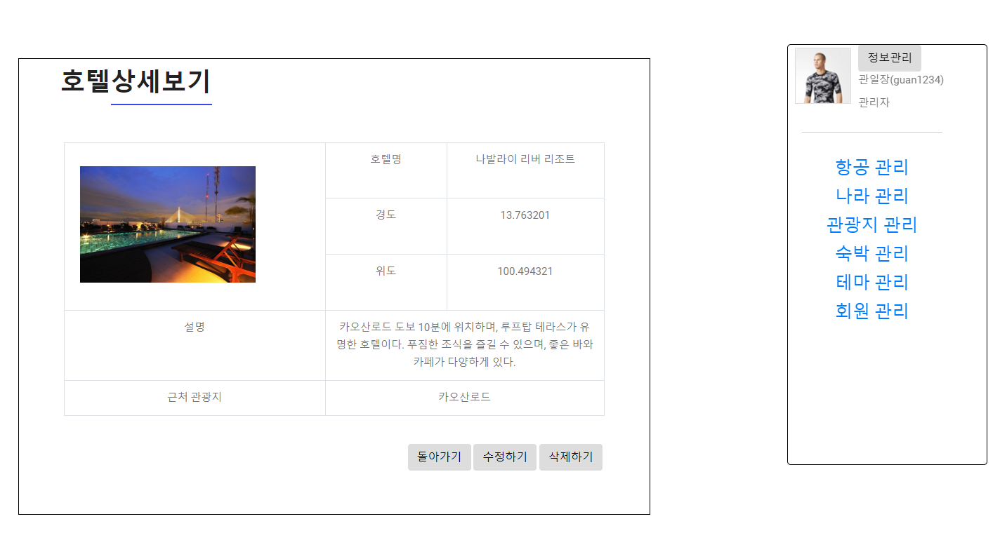 호텔상세보기
호텔명
나발라이 리버 리조트
경도
13.763201
위도
100.494321
설명
카오산로드 도보 10분에 위치하며, 루프탑 테라스가 유
명한 호텔이다. 푸짐한 조식을 즐길 수 있으며, 좋은 바와
카페가 다양하게 있다.
근처 관광지
카오산로드
돌아가기
수정하기
삭제하기
정보관리
관일장(guan1234)
관리자
항공 관리
나라 관리
관광지 관리
숙박 관리
테마 관리
회원 관리